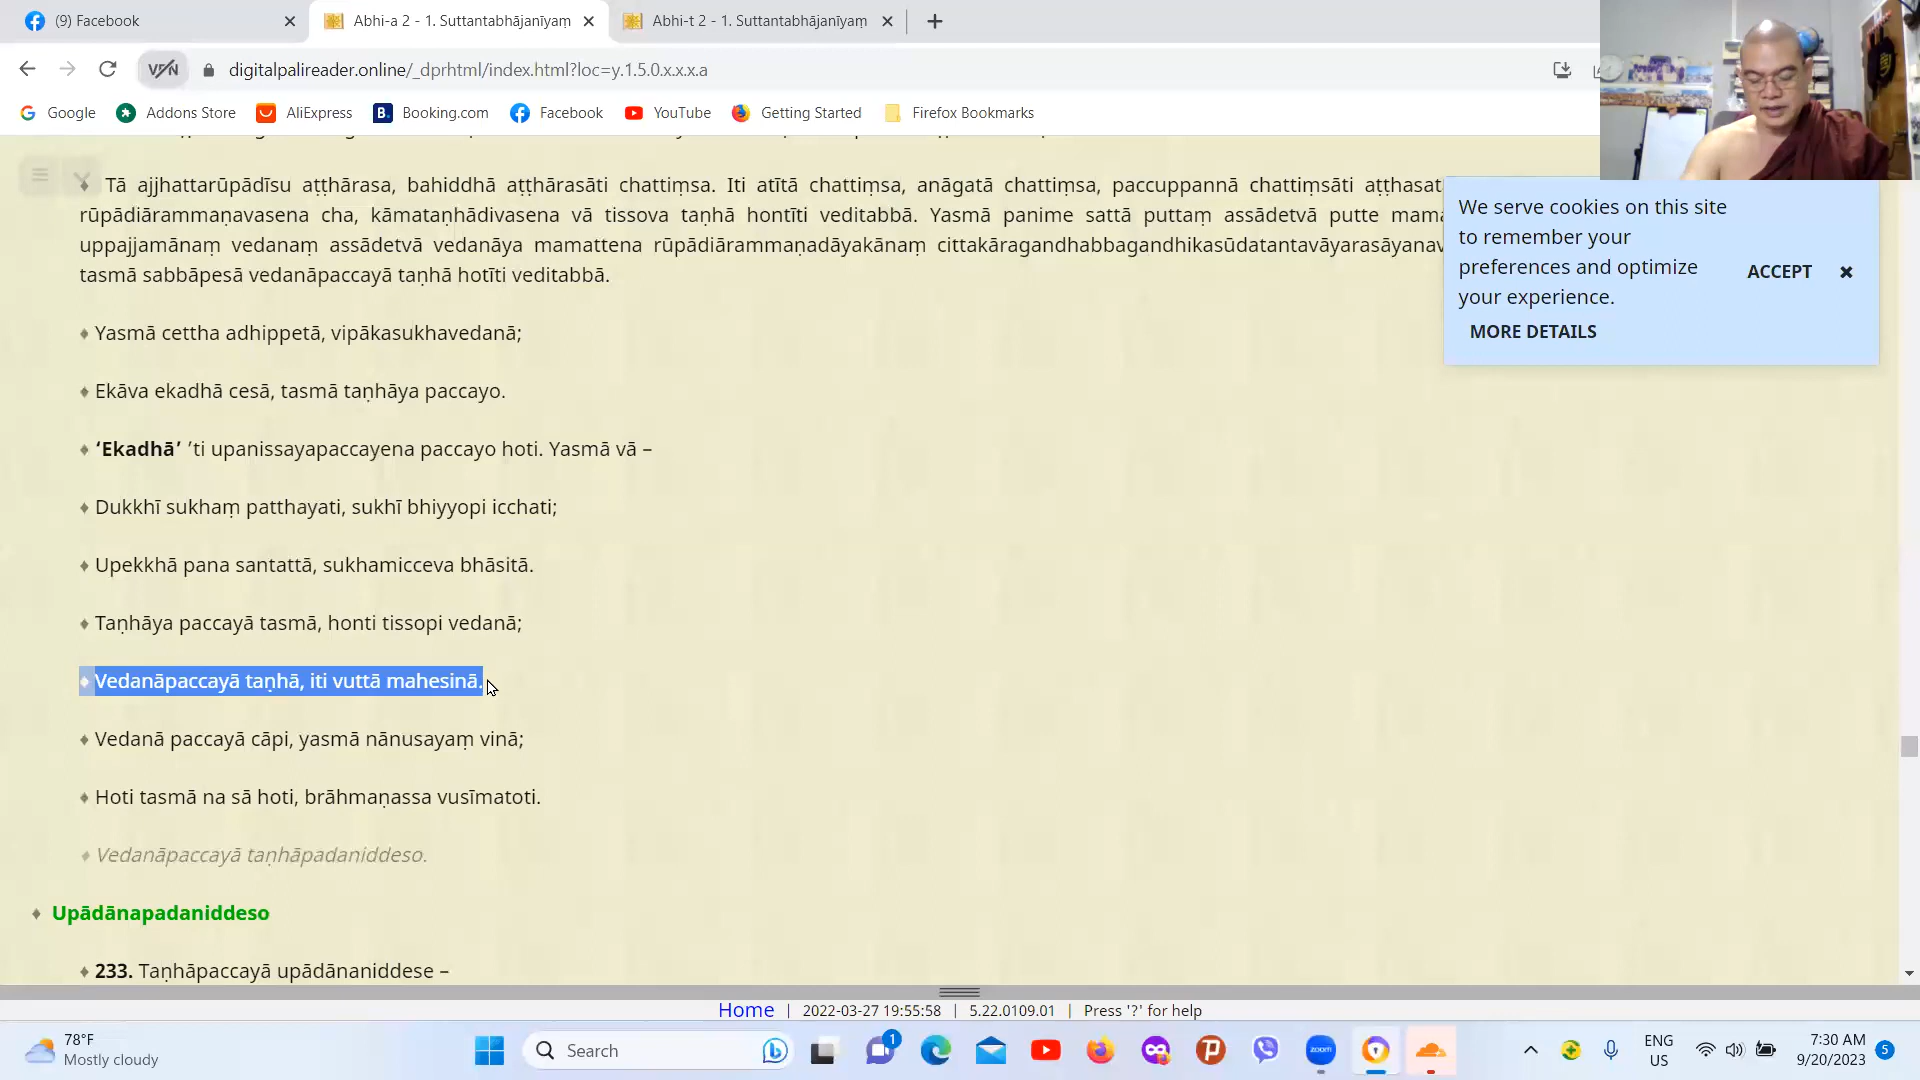 (9) Facebook
Abhi-a 2 - 1. Suttantabhājanīyaṃ
Abhi-t 2 - 1. Suttantabhājanīyaṃ
VPN
digitalpalireader.online/_dprhtml/index.html?loc=y.1.5.0.x.x.x.a
Google Addons Store AliExpress Booking.com Facebook YouTube Getting Started Firefox Bookmarks
Tā ajjhattarūpādīsu aṭṭhārasa, bahiddhā aṭṭhārasāti chattiṃsa. Iti atītā chattiṃsa, anāgatā chattiṃsa, paccuppannā chattiṃsāti aṭṭhasat
rūpādiārammaṇavasena cha, kāmataṇhādivasena vā tissova taṇhā hontīti veditabbā. Yasmā panime sattā puttaṃ assādetvā putte mama
uppajjamānaṃ vedanaṃ assādetvā vedanāya mamattena rūpādiārammaṇadāyakānaṃ cittakāragandhabbagandhikasūdatantavāyarasāyanav
tasmā sabbāpesā vedanāpaccayā taṇhā hotīti veditabbā.
Yasmā cettha adhippetā, vipākasukhavedanā;
Ekāva ekadhā cesā, tasmā taṇhāya paccayo.
‘Ekadhā’ ’ti upanissayapaccayena paccayo hoti. Yasmā vā –
Dukkhī sukhaṃ patthayati, sukhī bhiyyopi icchati;
Upekkhā pana santattā, sukhamicceva bhāsitā.
Taṇhāya paccayā tasmā, honti tissopi vedanā;
Vedanāpaccayā taṇhā, iti vuttā mahesinā.
Vedanā paccayā cāpi, yasmā nānusayaṃ vinā;
Hoti tasmā na sā hoti, brāhmaṇassa vusīmatoti.
Vedanāpaccayā taṇhāpadaniddeso.
Upādānapadaniddeso
233. Taṇhāpaccayā upādānaniddese –
We serve cookies on this site
to remember your
preferences and optimize
your experience.
ACCEPT
MORE DETAILS
Home | 2022-03-27 19:55:58 | 5.22.0109.01 | Press '?' for help
78°F
Mostly cloudy
Search
1
zoom
ENG
US
7:30 AM
9/20/2023
5